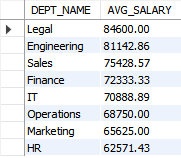 DEPT_NAME AVG_SALARY
Legal 84600.00
Engineering 81142.86
Sales 75428.57
Finance 72333.33
IT 70888.89
Operations 68750.00
Marketing 65625.00
HR 62571.43